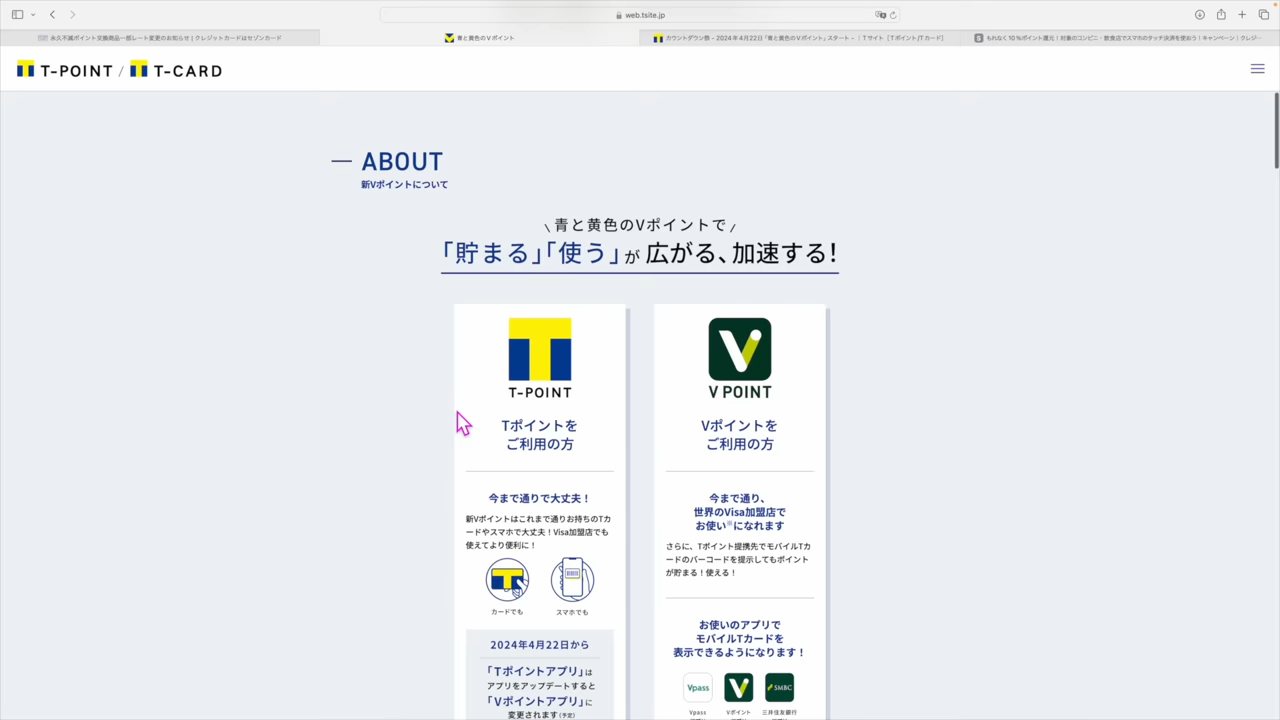 web.tsite.jp
永久不滅ポイント交換商品一部レート変更のお知らせ | クレジットカードはセゾンカード
青と黄色のVポイント
カウントダウン祭 - 2024年4月22日「青と黄色のVポイント」スタート - | Tサイト [Tポイント/Tカード]
もれなく10%ポイント還元！対象のコンビニ・飲食店でスマホのタッチ決済を使おう！キャンペーン｜クレジ…
T-POINT / T-CARD
ABOUT
新Vポイントについて
\ 青と黄色のVポイントで /
「貯まる」「使う」が 広がる、加速する！
T-POINT
Tポイントを
ご利用の方
今まで通りで大丈夫！
新Vポイントはこれまで通りお持ちのTカ
ードやスマホで大丈夫！Visa加盟店でも
使えてより便利に！
カードでも
スマホでも
2024年4月22日から
「Tポイントアプリ」は
アプリをアップデートすると
「Vポイントアプリ」に
変更されます(予定)
V POINT
Vポイントを
ご利用の方
今まで通り、
世界のVisa加盟店で
お使い※になれます
さらに、Tポイント提携先でモバイルTカ
ードのバーコードを提示してもポイント
が貯まる！使える！
お使いのアプリで
モバイルTカードを
表示できるようになります！
Vpass
SMBC
Vpass
Vポイント
三井住友銀行